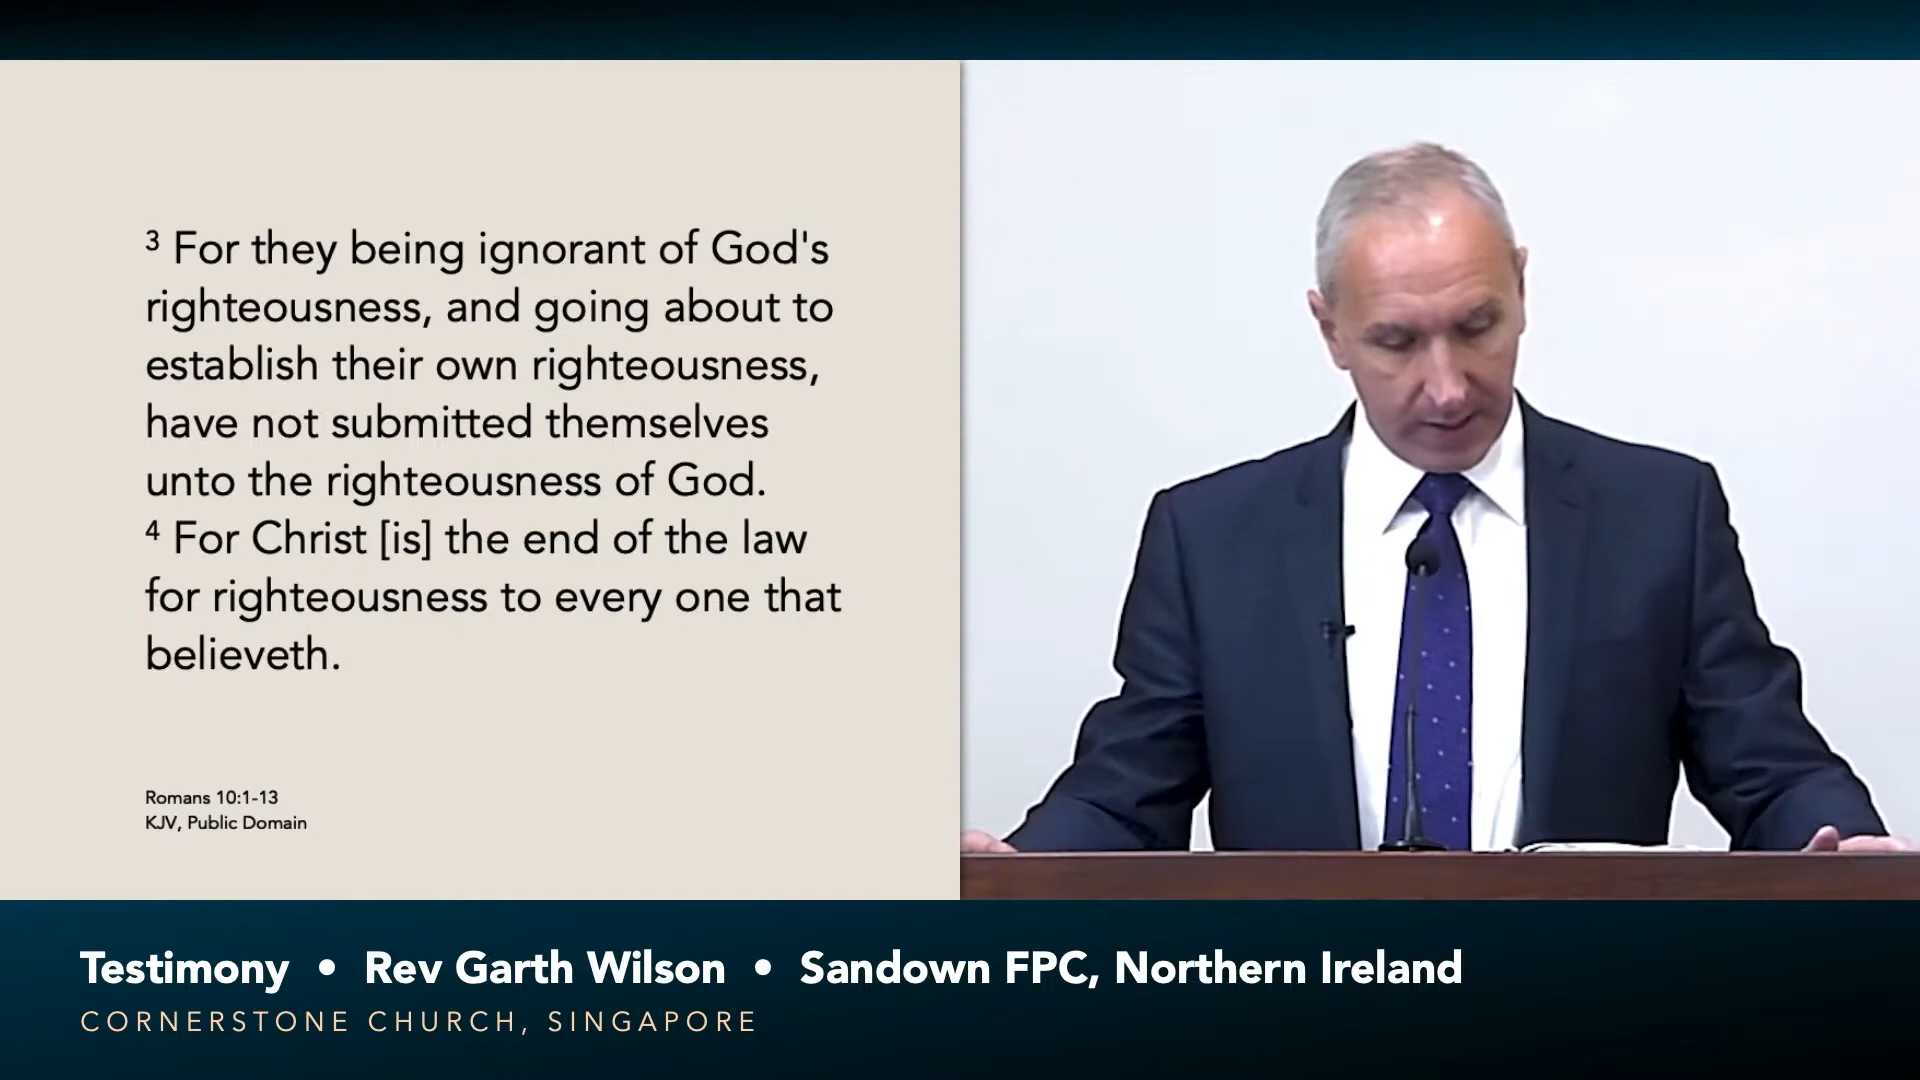 3 For they being ignorant of God's
righteousness, and going about to
establish their own righteousness,
have not submitted themselves
unto the righteousness of God.
4 For Christ [is] the end of the law
for righteousness to every one that
believeth.
Romans 10:1-13
KJV, Public Domain
Testimony • Rev Garth Wilson • Sandown FPC, Northern Ireland
CORNERSTONE CHURCH, SINGAPORE